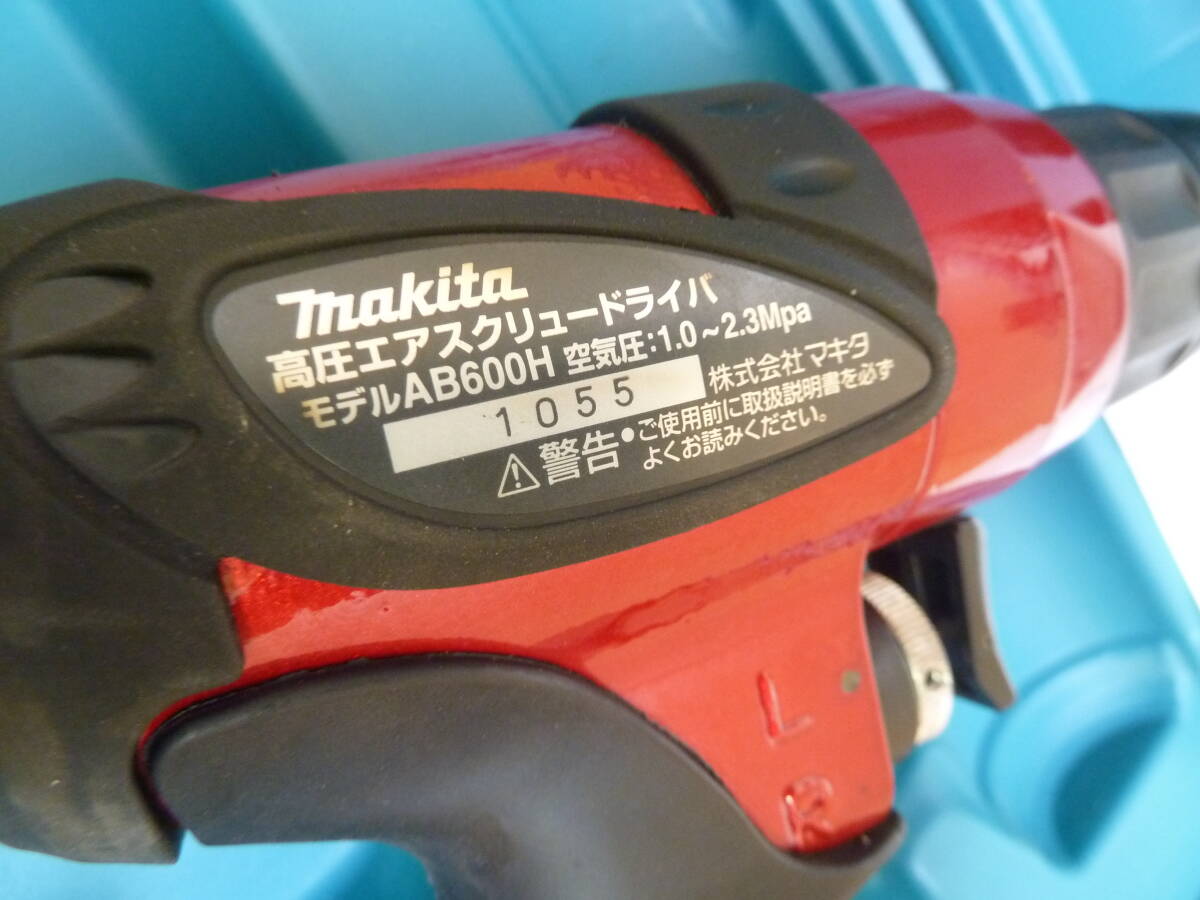 makita
高圧エアスクリュードライバ
モデルAB600H 空気圧:1.0～2.3Mpa
1055 株式会社マキタ
⚠警告 ●ご使用前に取扱説明書を必ず
よくお読みください。
L
R